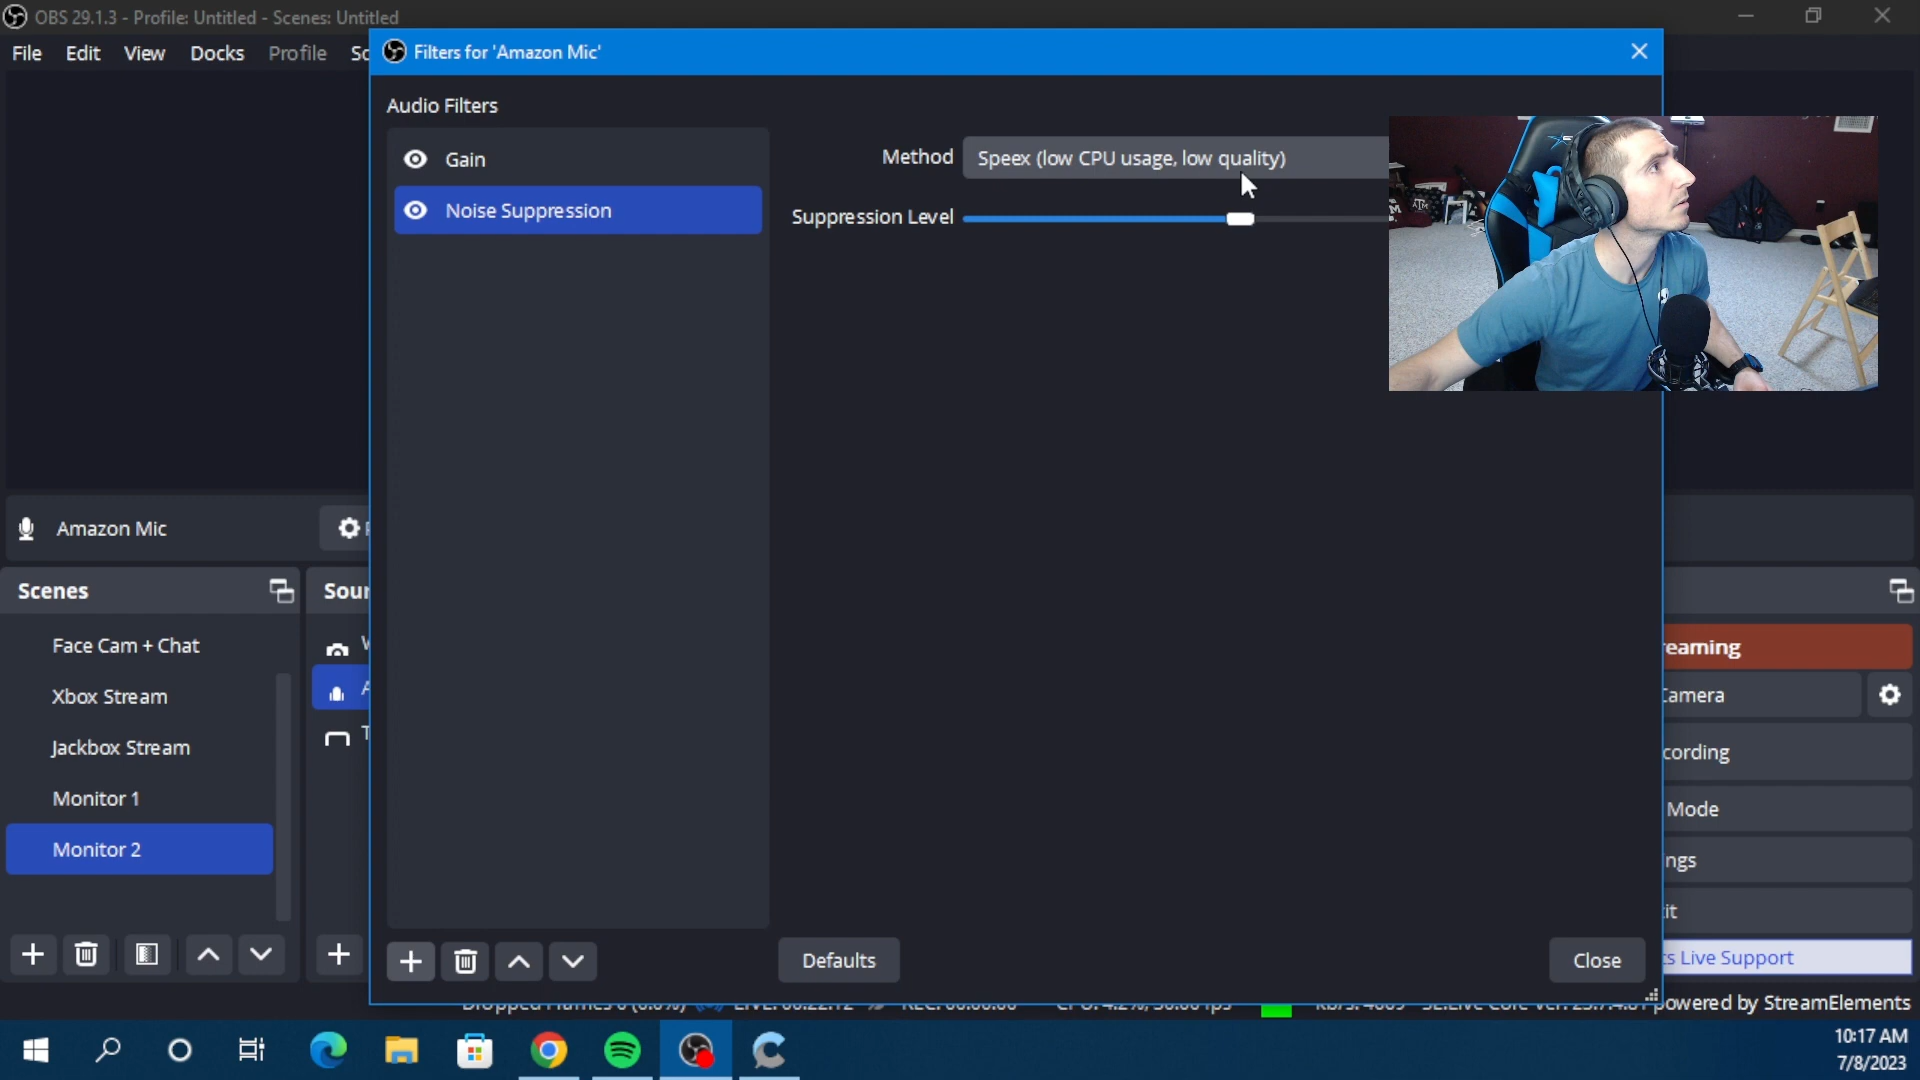 OBS 29.1.3 - Profile: Untitled - Scenes: Untitled
File Edit View Docks Profile Sc
Filters for 'Amazon Mic'
Audio Filters
Gain
Noise Suppression
Method
Speex (low CPU usage, low quality)
Suppression Level
ATM
Amazon Mic
Scenes
Sour
Face Cam + Chat
Xbox Stream
Jackbox Stream
Monitor 1
Monitor 2
eaming
Camera
cording
Mode
ngs
it
s Live Support
Defaults
Close
powered by StreamElements
10:17 AM
7/8/2023